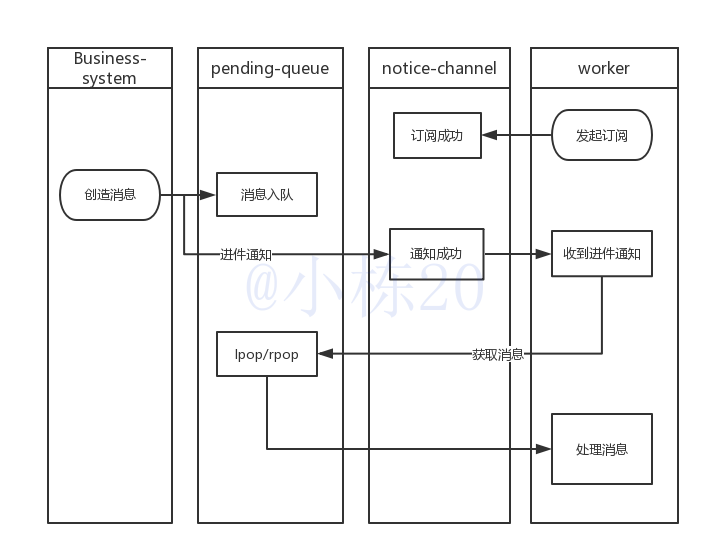 Business-
system
pending-queue
notice-channel
worker
订阅成功
发起订阅
创造消息
消息入队
进件通知
通知成功
收到进件通知
@小栋20
lpop/rpop
获取消息
处理消息